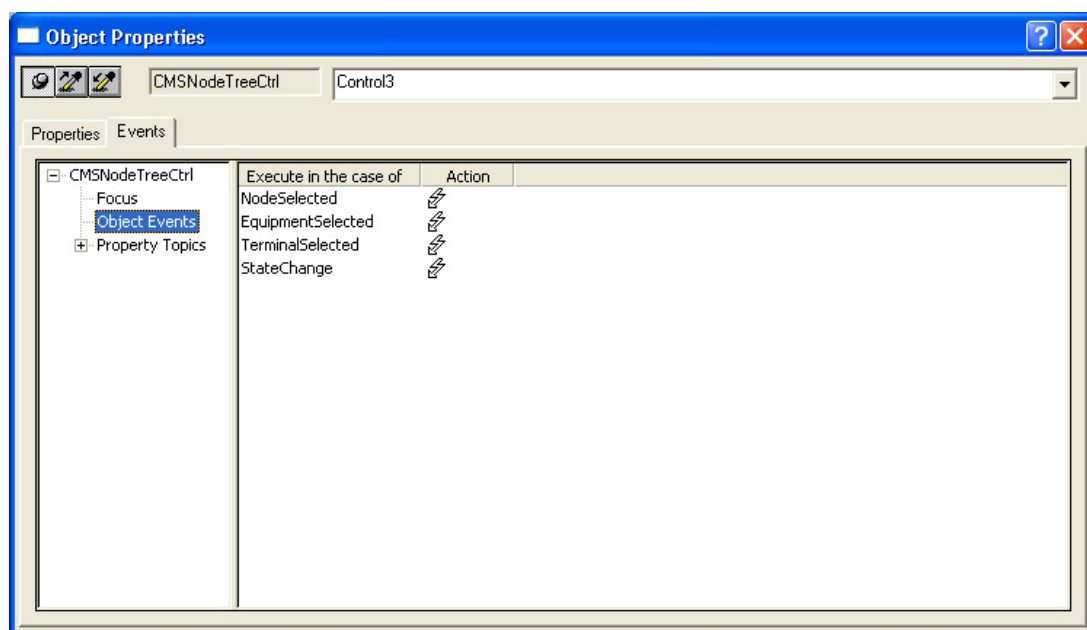 Object Properties
CMSNodeTreeCtrl Control3
Properties Events
CMSNodeTreeCtrl
Focus
Object Events
Property Topics
Execute in the case of Action
NodeSelected
EquipmentSelected
TerminalSelected
StateChange